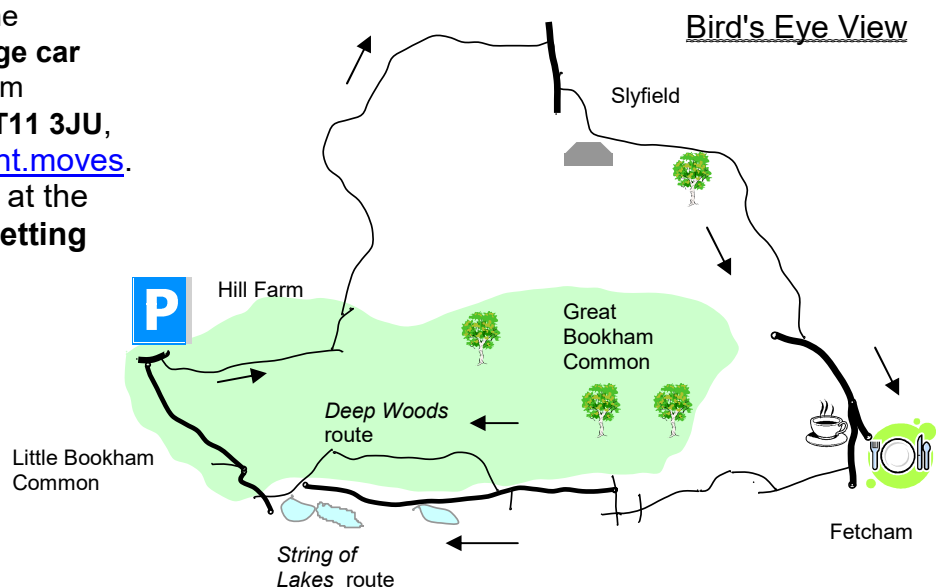 ne
ge car
m
T11 3JU,
nt.moves.
at the
etting
Bird's Eye View
Slyfield
P
Hill Farm
Great
Bookham
Common
Deep Woods
route
Little Bookham
Common
String of
Lakes route
Fetcham